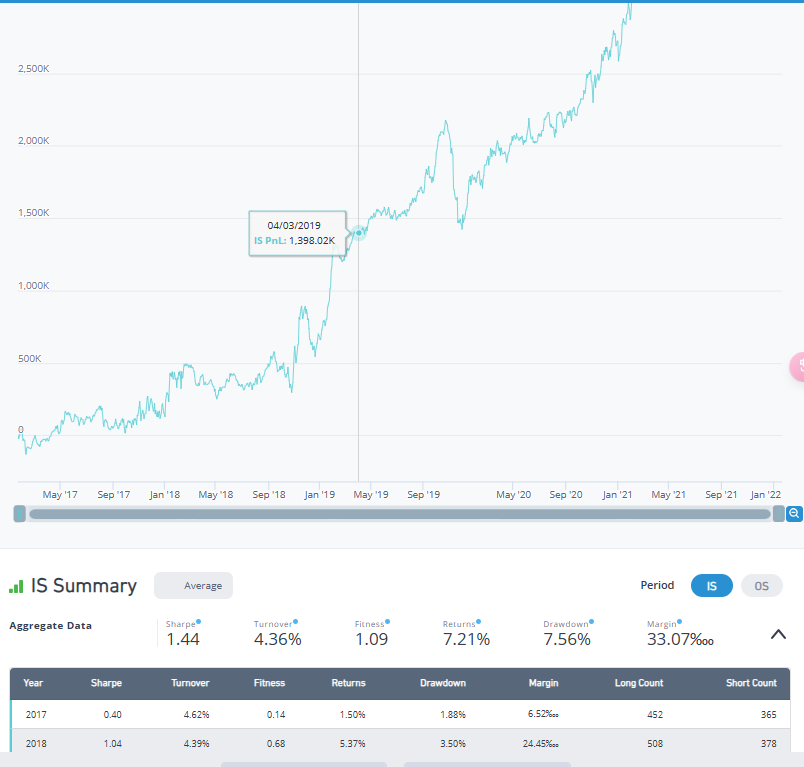 2,500K
2,000K
1,500K
04/03/2019
IS PnL: 1,398.02K
1,000K
500K
0
May '17 Sep '17 Jan '18 May '18 Sep '18 Jan '19 May '19 Sep '19 May '20 Sep '20 Jan '21 May '21 Sep '21 Jan '22
IS Summary Average Period IS OS
Aggregate Data
Sharpe Turnover Fitness Returns Drawdown Margin
1.44 4.36% 1.09 7.21% 7.56% 33.07‱
Year Sharpe Turnover Fitness Returns Drawdown Margin Long Count Short Count
2017 0.40 4.62% 0.14 1.50% 1.88% 6.52‱ 452 365
2018 1.04 4.39% 0.68 5.37% 3.50% 24.45‱ 508 378